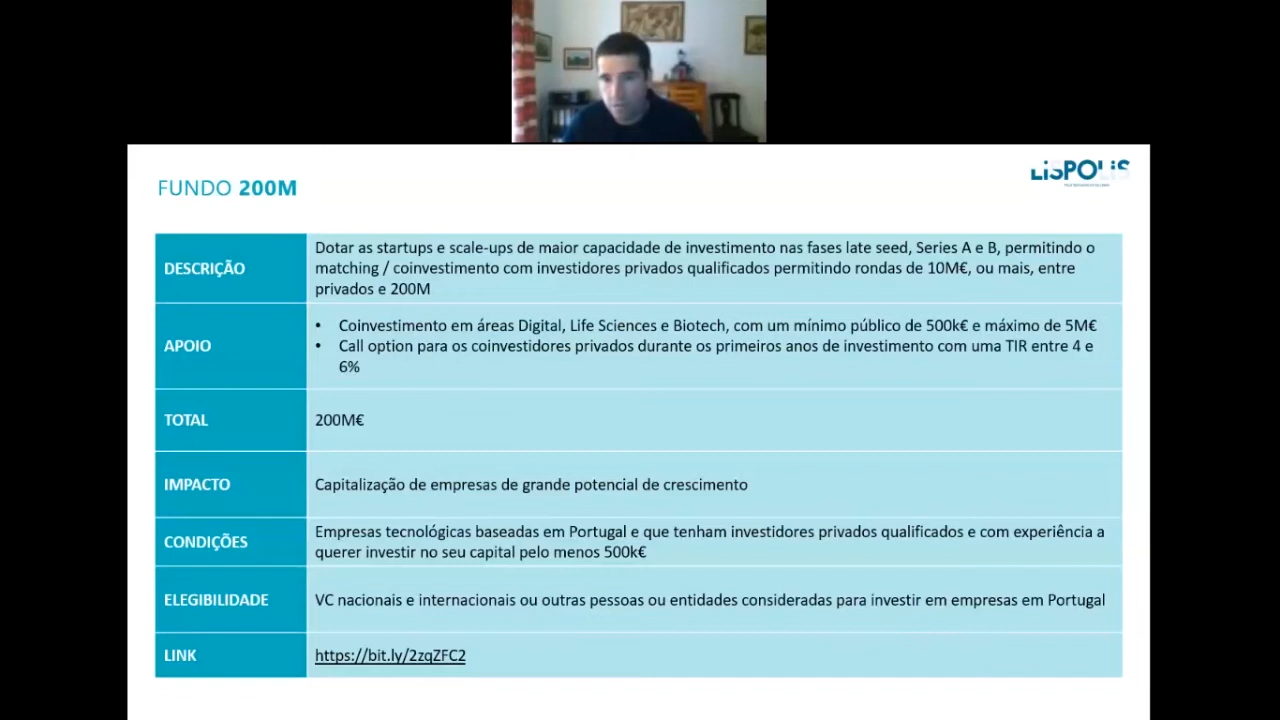 FUNDO 200M
LiSPOLiS
DESCRIÇÃO
Dotar as startups e scale-ups de maior capacidade de investimento nas fases late seed, Series A e B, permitindo o
matching / coinvestimento com investidores privados qualificados permitindo rondas de 10M€, ou mais, entre
privados e 200M
APOIO
• Coinvestimento em áreas Digital, Life Sciences e Biotech, com um mínimo público de 500k€ e máximo de 5M€
• Call option para os coinvestidores privados durante os primeiros anos de investimento com uma TIR entre 4 e
6%
TOTAL
200M€
IMPACTO
Capitalização de empresas de grande potencial de crescimento
CONDIÇÕES
Empresas tecnológicas baseadas em Portugal e que tenham investidores privados qualificados e com experiência a
querer investir no seu capital pelo menos 500k€
ELEGIBILIDADE
VC nacionais e internacionais ou outras pessoas ou entidades consideradas para investir em empresas em Portugal
LINK
https://bit.ly/2zqZFC2